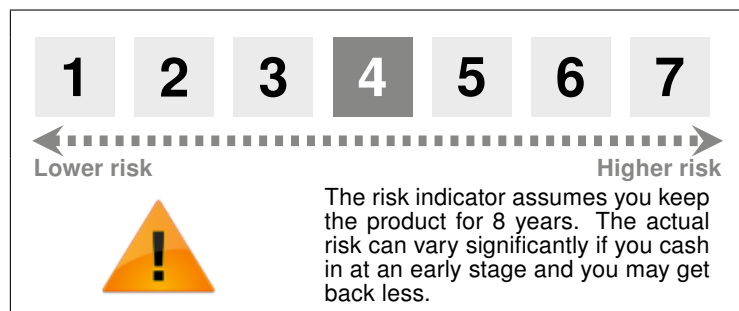 1 2 3 4 5 6 7
Lower risk Higher risk
The risk indicator assumes you keep
the product for 8 years. The actual
risk can vary significantly if you cash
in at an early stage and you may get
back less.